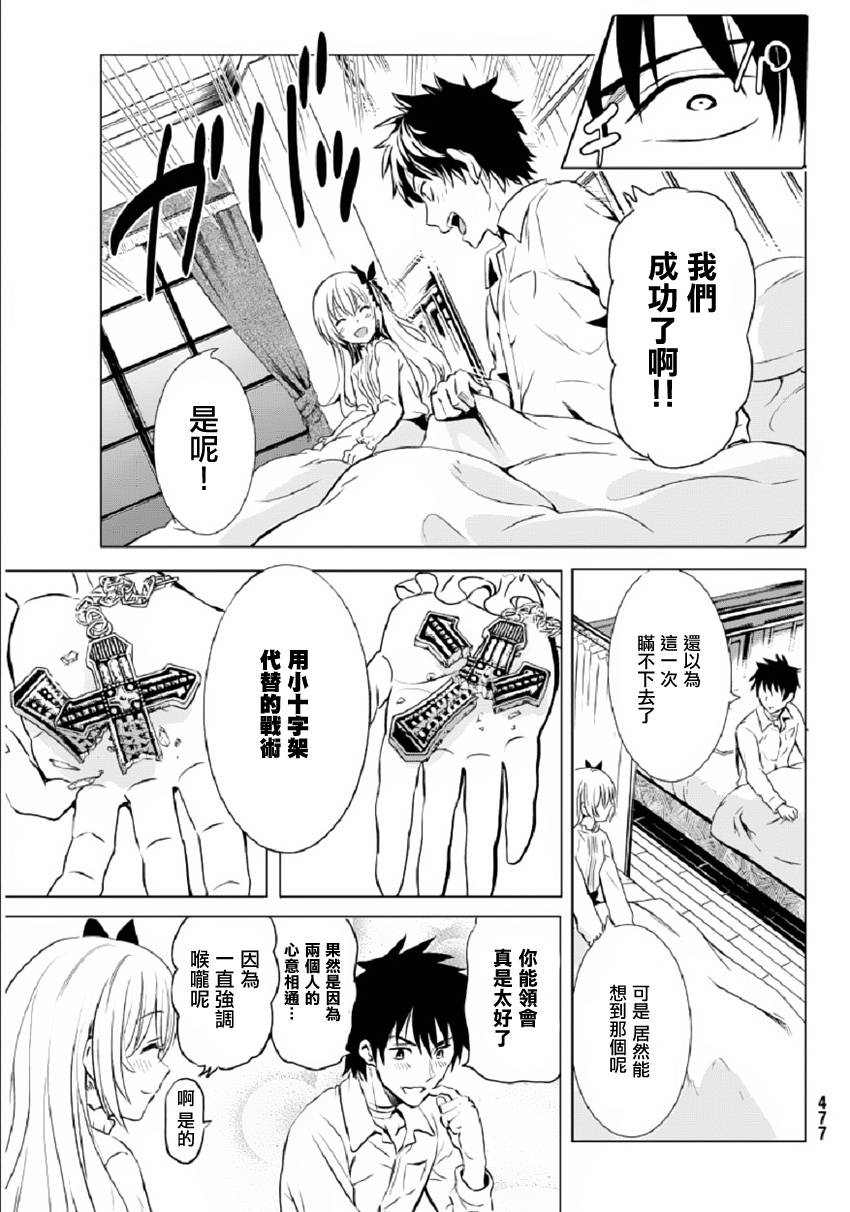 チラ。
ガバッ
我們
成功了啊!!
是呢!
還以為
這一次
瞞不下去了
可是 居然能
想到那個呢
用小十字架
代替的戰術
你能領會
真是太好了
果然是因為
兩個人的
心意相通…
因為
一直強調
喉嚨呢
啊 是的
477